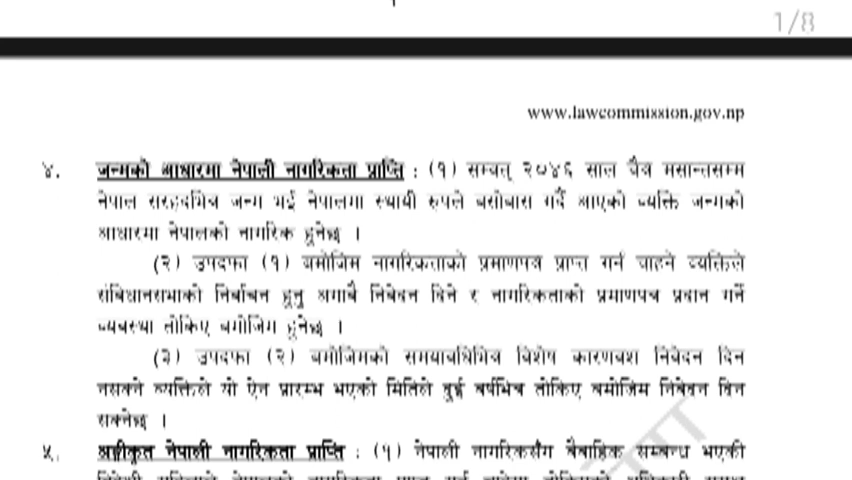 1/8
www.lawcommission.gov.np
४. जन्मको आधारमा नेपाली नागरिकता प्राप्ति : (१) सम्वत् २०४६ साल चैत्र मसान्तसम्म
नेपाल सरहदभित्र जन्म भई नेपालमा स्थायी रुपले बसोबास गर्दै आएको व्यक्ति जन्मको
आधारमा नेपालको नागरिक हुनेछ ।
(२) उपदफा (१) बमोजिम नागरिकताको प्रमाणपत्र प्राप्त गर्न चाहने व्यक्तिले
संबिधानसभाको निर्वाचन हुनु अगावै निवेदन दिने र नागरिकताको प्रमाणपत्र प्रदान गर्ने
व्यवस्था तोकिए बमोजिम हुनेछ ।
(३) उपदफा (२) बमोजिमको समयावधिभित्र विशेष कारणवश निवेदन दिन
नसक्ने व्यक्तिले यो ऐन प्रारम्भ भएको मितिले दुई वर्षभित्र तोकिए बमोजिम निवेदन दिन
सक्नेछ ।
५. अङ्गीकृत नेपाली नागरिकता प्राप्ति : (१) नेपाली नागरिकसँग वैवाहिक सम्बन्ध भएकी